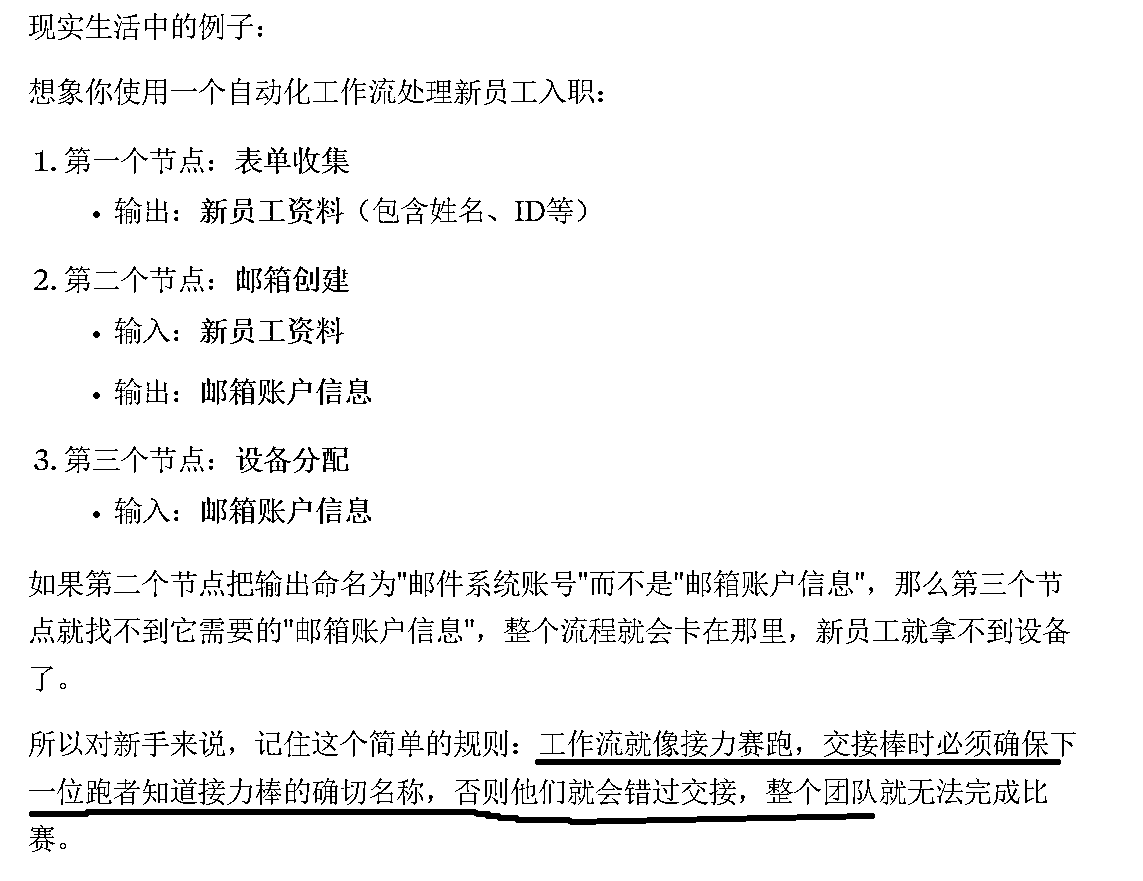 现实生活中的例子：
想象你使用一个自动化工作流处理新员工入职：
1. 第一个节点：表单收集
• 输出：新员工资料（包含姓名、ID等）
2. 第二个节点：邮箱创建
• 输入：新员工资料
• 输出：邮箱账户信息
3. 第三个节点：设备分配
• 输入：邮箱账户信息
如果第二个节点把输出命名为"邮件系统账号"而不是"邮箱账户信息"，那么第三个节
点就找不到它需要的"邮箱账户信息"，整个流程就会卡在那里，新员工就拿不到设备
了。
所以对新手来说，记住这个简单的规则：工作流就像接力赛跑，交接棒时必须确保下
一位跑者知道接力棒的确切名称，否则他们就会错过交接，整个团队就无法完成比
赛。